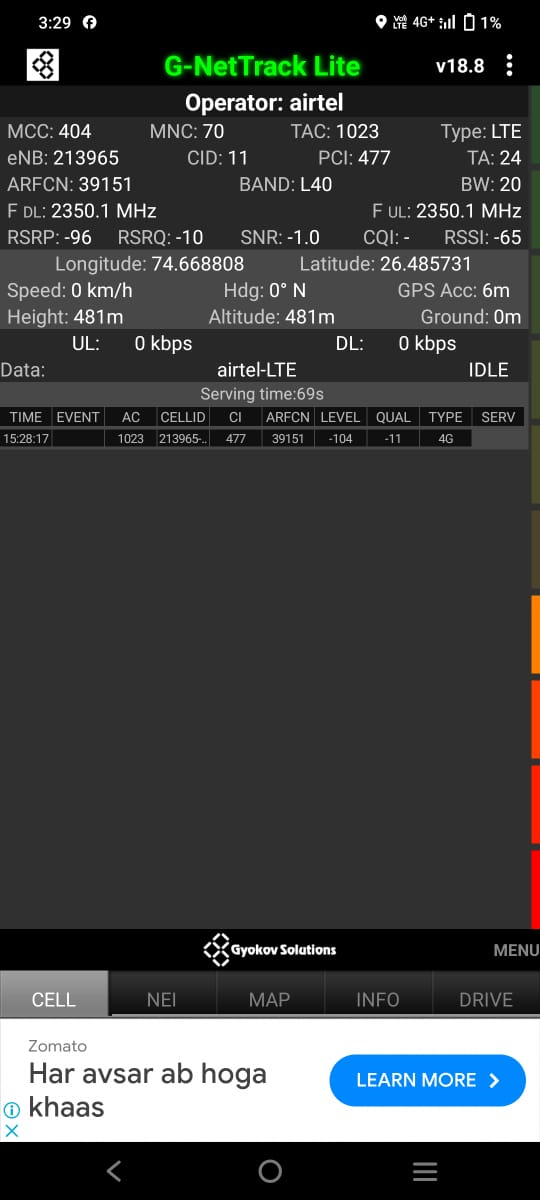 3:29 Vo) LTE 4G+ 1%
G-NetTrack Lite v18.8
Operator: airtel
MCC: 404 MNC: 70 TAC: 1023 Type: LTE
eNB: 213965 CID: 11 PCI: 477 TA: 24
ARFCN: 39151 BAND: L40 BW: 20
F DL: 2350.1 MHz F UL: 2350.1 MHz
RSRP: -96 RSRQ: -10 SNR: -1.0 CQI: - RSSI: -65
Longitude: 74.668808 Latitude: 26.485731
Speed: 0 km/h Hdg: 0° N GPS Acc: 6m
Height: 481m Altitude: 481m Ground: 0m
UL: 0 kbps DL: 0 kbps
Data: airtel-LTE IDLE
Serving time:69s
TIME EVENT AC CELLID CI ARFCN LEVEL QUAL TYPE SERV
15:28:17 1023 213965-.. 477 39151 -104 -11 4G
Gyokov Solutions MENU
CELL NEI MAP INFO DRIVE
Zomato
Har avsar ab hoga
khaas
LEARN MORE